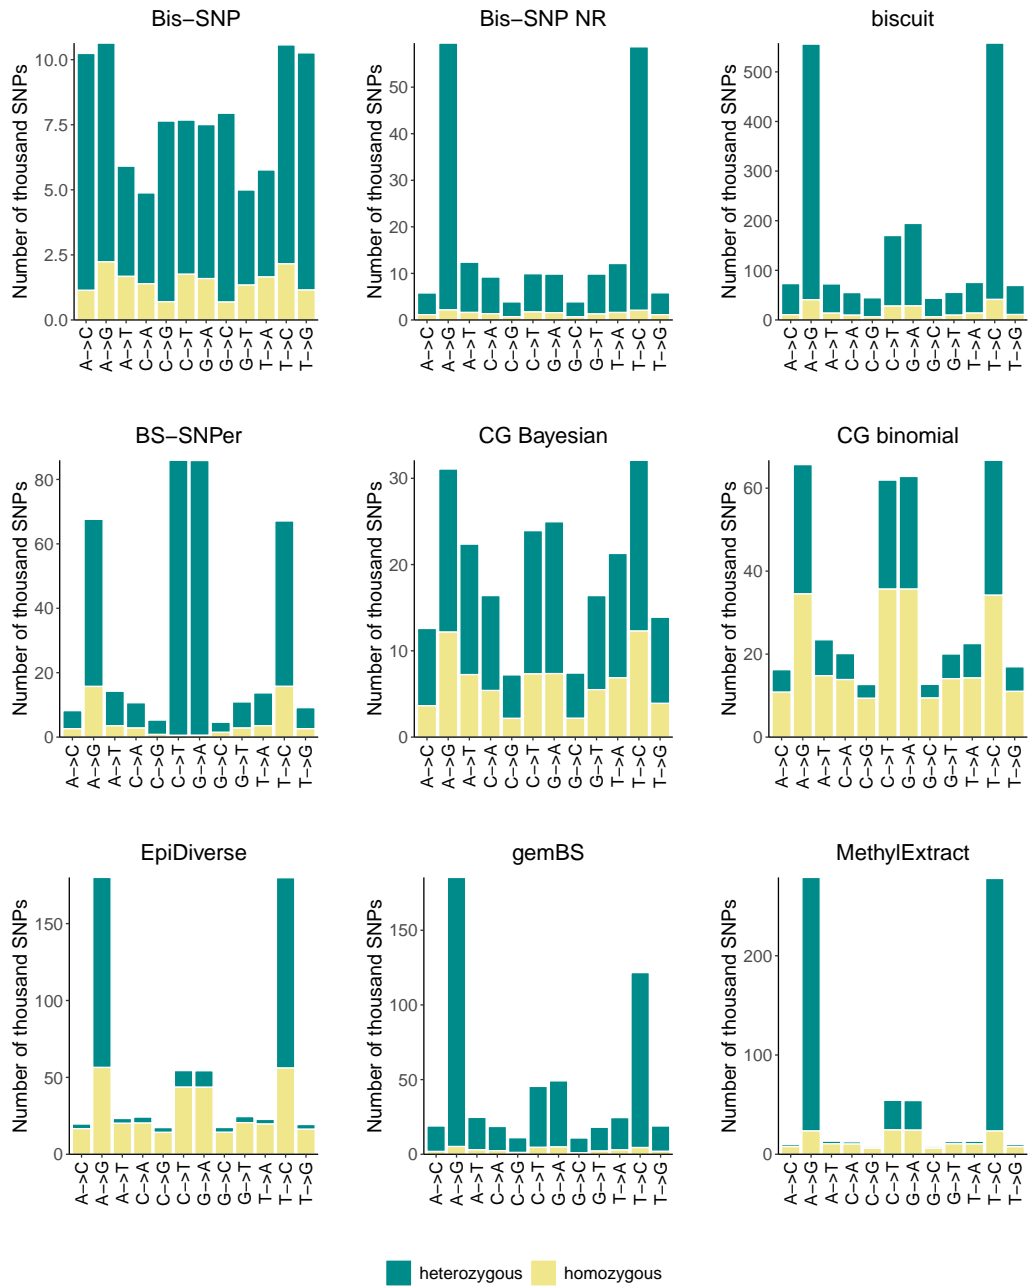 Bis−SNP
Bis−SNP NR
biscuit
Number of thousand SNPs
10.0
7.5
5.0
2.5
0.0
A−>C A−>G A−>T C−>A C−>G C−>T G−>A G−>C G−>T T−>A T−>C T−>G
Number of thousand SNPs
50
40
30
20
10
0
A−>C A−>G A−>T C−>A C−>G C−>T G−>A G−>C G−>T T−>A T−>C T−>G
Number of thousand SNPs
500
400
300
200
100
0
A−>C A−>G A−>T C−>A C−>G C−>T G−>A G−>C G−>T T−>A T−>C T−>G
BS−SNPer
CG Bayesian
CG binomial
Number of thousand SNPs
80
60
40
20
0
A−>C A−>G A−>T C−>A C−>G C−>T G−>A G−>C G−>T T−>A T−>C T−>G
Number of thousand SNPs
30
20
10
0
A−>C A−>G A−>T C−>A C−>G C−>T G−>A G−>C G−>T T−>A T−>C T−>G
Number of thousand SNPs
60
40
20
0
A−>C A−>G A−>T C−>A C−>G C−>T G−>A G−>C G−>T T−>A T−>C T−>G
EpiDiverse
gemBS
MethylExtract
Number of thousand SNPs
150
100
50
0
A−>C A−>G A−>T C−>A C−>G C−>T G−>A G−>C G−>T T−>A T−>C T−>G
Number of thousand SNPs
150
100
50
0
A−>C A−>G A−>T C−>A C−>G C−>T G−>A G−>C G−>T T−>A T−>C T−>G
Number of thousand SNPs
200
100
0
A−>C A−>G A−>T C−>A C−>G C−>T G−>A G−>C G−>T T−>A T−>C T−>G
heterozygous homozygous